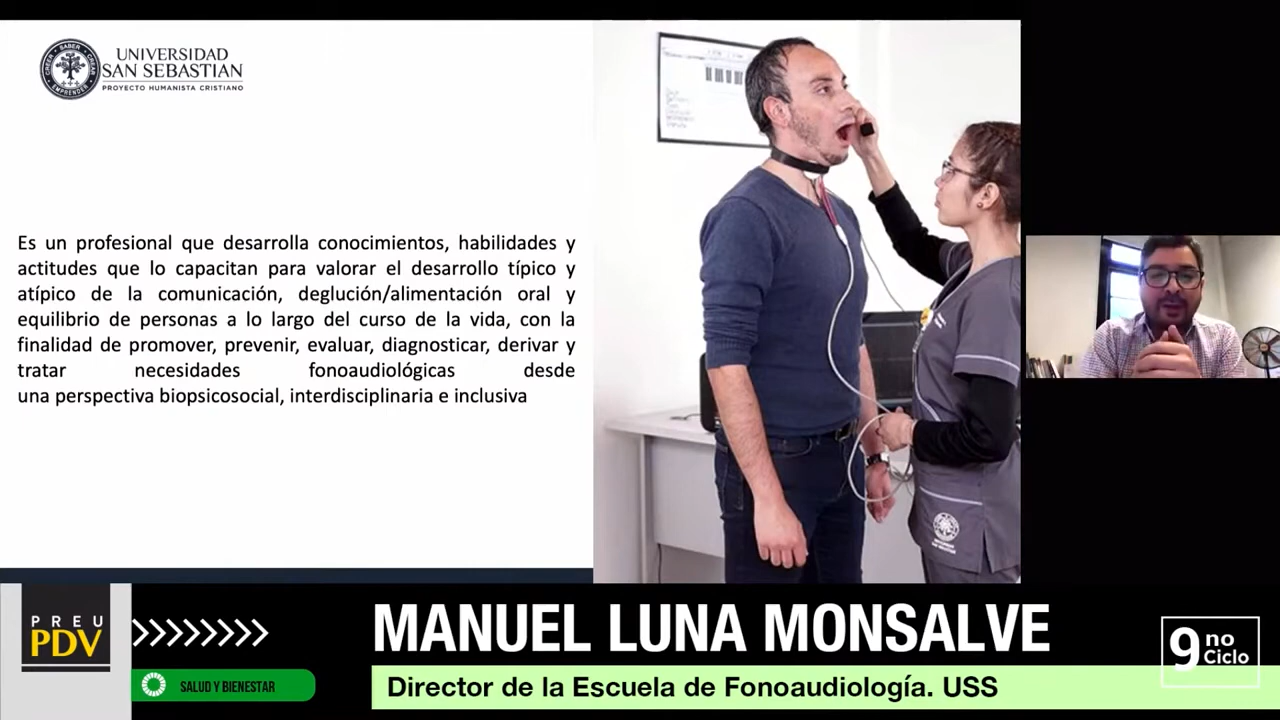 UNIVERSIDAD
SAN SEBASTIAN
PROYECTO HUMANISTA CRISTIANO
SABER
CREER
EMPRENDER
Es un profesional que desarrolla conocimientos, habilidades y
actitudes que lo capacitan para valorar el desarrollo típico y
atípico de la comunicación, deglución/alimentación oral y
equilibrio de personas a lo largo del curso de la vida, con la
finalidad de promover, prevenir, evaluar, diagnosticar, derivar y
tratar necesidades fonoaudiológicas desde
una perspectiva biopsicosocial, interdisciplinaria e inclusiva
PREU
PDV
SALUD Y BIENESTAR
MANUEL LUNA MONSALVE
Director de la Escuela de Fonoaudiología. USS
9 no
Ciclo